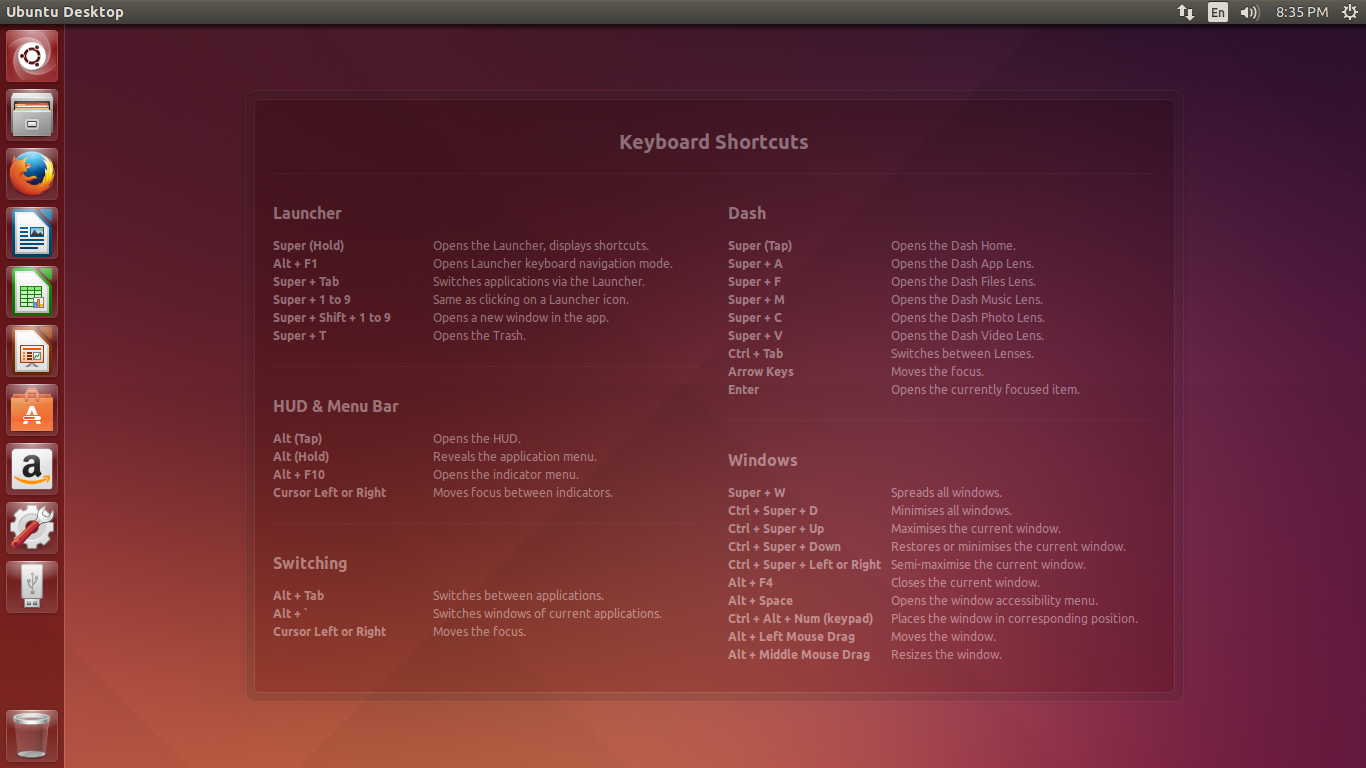 Ubuntu Desktop
En
8:35 PM
Keyboard Shortcuts
Launcher
Super (Hold) Opens the Launcher, displays shortcuts.
Alt + F1 Opens Launcher keyboard navigation mode.
Super + Tab Switches applications via the Launcher.
Super + 1 to 9 Same as clicking on a Launcher icon.
Super + Shift + 1 to 9 Opens a new window in the app.
Super + T Opens the Trash.
HUD & Menu Bar
Alt (Tap) Opens the HUD.
Alt (Hold) Reveals the application menu.
Alt + F10 Opens the indicator menu.
Cursor Left or Right Moves focus between indicators.
Switching
Alt + Tab Switches between applications.
Alt + ` Switches windows of current applications.
Cursor Left or Right Moves the focus.
Dash
Super (Tap) Opens the Dash Home.
Super + A Opens the Dash App Lens.
Super + F Opens the Dash Files Lens.
Super + M Opens the Dash Music Lens.
Super + C Opens the Dash Photo Lens.
Super + V Opens the Dash Video Lens.
Ctrl + Tab Switches between Lenses.
Arrow Keys Moves the focus.
Enter Opens the currently focused item.
Windows
Super + W Spreads all windows.
Ctrl + Super + D Minimises all windows.
Ctrl + Super + Up Maximises the current window.
Ctrl + Super + Down Restores or minimises the current window.
Ctrl + Super + Left or Right Semi-maximise the current window.
Alt + F4 Closes the current window.
Alt + Space Opens the window accessibility menu.
Ctrl + Alt + Num (keypad) Places the window in corresponding position.
Alt + Left Mouse Drag Moves the window.
Alt + Middle Mouse Drag Resizes the window.